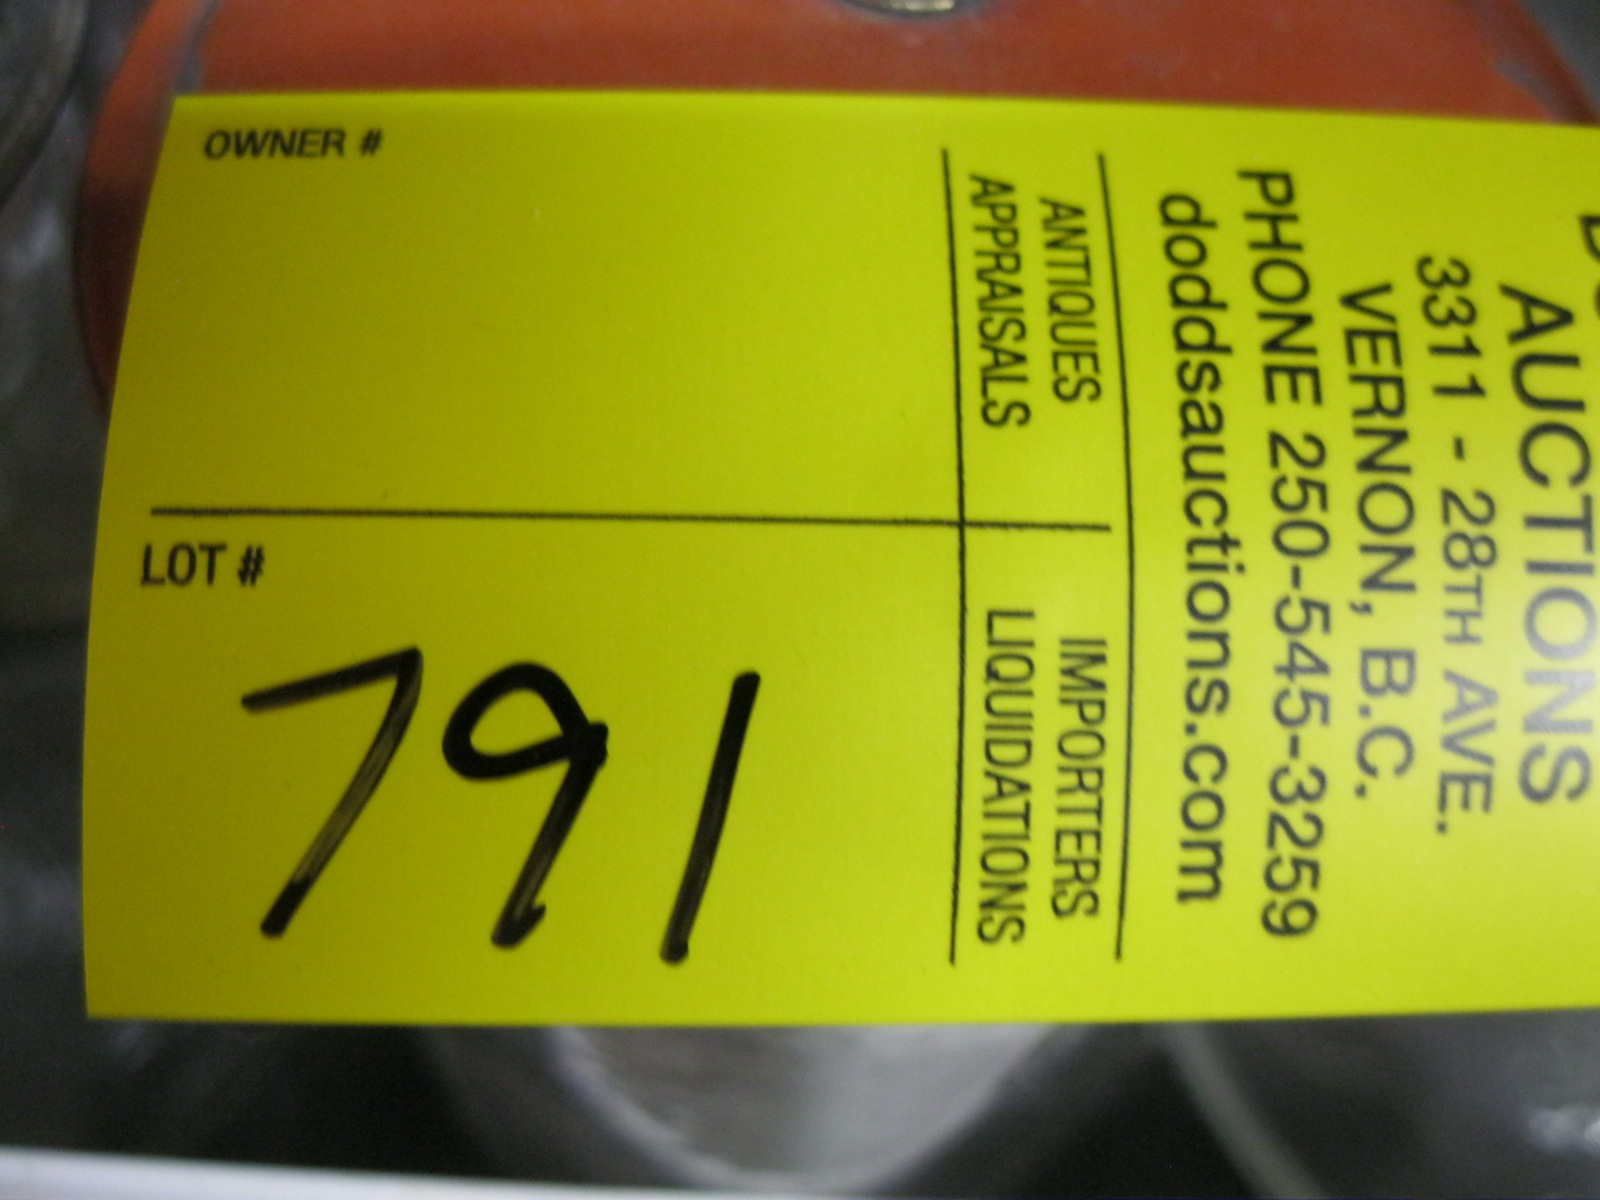 OWNER #
LOT #
791
AUCTIONS
3311 - 28TH AVE.
VERNON, B.C.
PHONE 250-545-3259
doddsauctions.com
ANTIQUES
APPRAISALS
IMPORTERS
LIQUIDATIONS